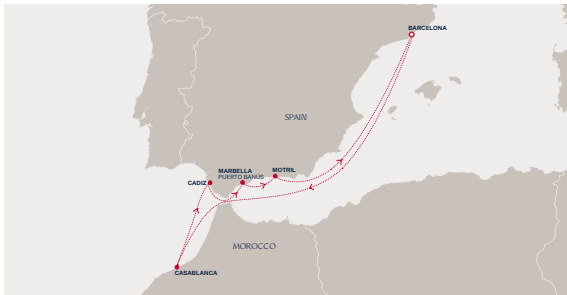 BARCELONA
SPAIN
MARBELLA
PUERTO BANÚS
MOTRIL
CADIZ
MOROCCO
CASABLANCA